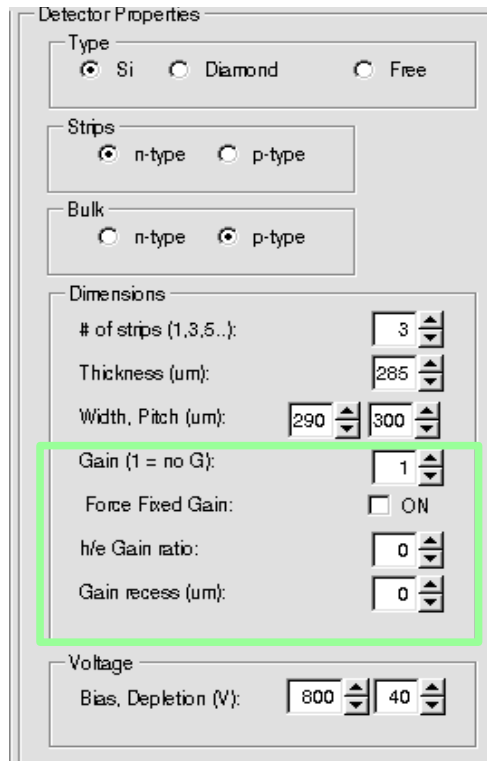 Detector Properties
Type
Si Diamond Free
Strips
n-type p-type
Bulk
n-type p-type
Dimensions
# of strips (1,3,5..): 3
Thickness (um): 285
Width, Pitch (um): 290 300
Gain (1 = no G): 1
Force Fixed Gain: ON
h/e Gain ratio: 0
Gain recess (um): 0
Voltage
Bias, Depletion (V): 800 40